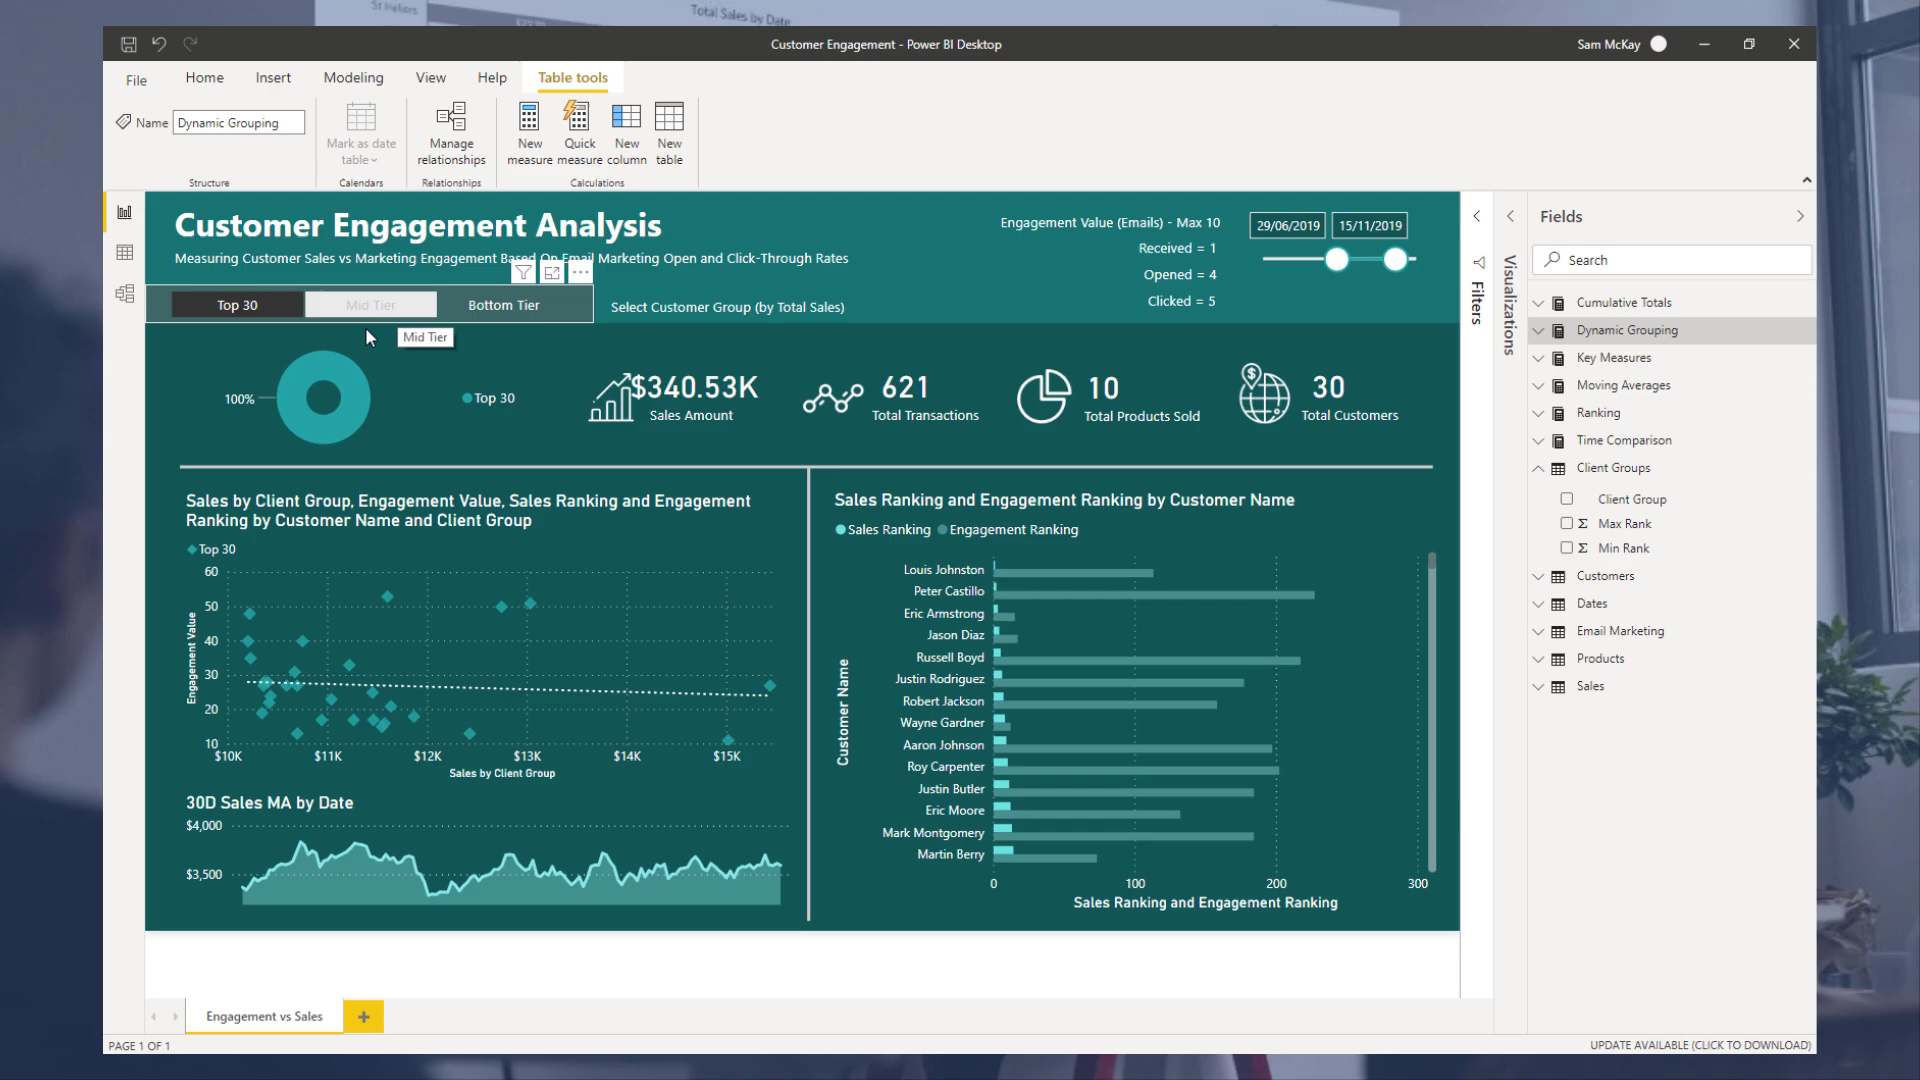 St Heliers
Total Sales by Date
Customer Engagement - Power BI Desktop
Sam McKay
File
Home
Insert
Modeling
View
Help
Table tools
Name
Dynamic Grouping
Mark as date
table
Manage
relationships
New
measure
Quick
measure
New
column
New
table
Structure
Calendars
Relationships
Calculations
Customer Engagement Analysis
Measuring Customer Sales vs Marketing Engagement Based On Email Marketing Open and Click-Through Rates
Engagement Value (Emails) - Max 10
Received = 1
Opened = 4
Clicked = 5
29/06/2019
15/11/2019
Top 30
Mid Tier
Bottom Tier
Select Customer Group (by Total Sales)
Mid Tier
100%
Top 30
$340.53K
Sales Amount
621
Total Transactions
10
Total Products Sold
30
Total Customers
Sales by Client Group, Engagement Value, Sales Ranking and Engagement
Ranking by Customer Name and Client Group
Top 30
60
50
40
30
20
10
Engagement Value
$10K
$11K
$12K
$13K
$14K
$15K
Sales by Client Group
30D Sales MA by Date
$4,000
$3,500
Sales Ranking and Engagement Ranking by Customer Name
Sales Ranking
Engagement Ranking
Customer Name
Louis Johnston
Peter Castillo
Eric Armstrong
Jason Diaz
Russell Boyd
Justin Rodriguez
Robert Jackson
Wayne Gardner
Aaron Johnson
Roy Carpenter
Justin Butler
Eric Moore
Mark Montgomery
Martin Berry
0
100
200
300
Sales Ranking and Engagement Ranking
Filters
Visualizations
Fields
Search
Cumulative Totals
Dynamic Grouping
Key Measures
Moving Averages
Ranking
Time Comparison
Client Groups
Client Group
Max Rank
Min Rank
Customers
Dates
Email Marketing
Products
Sales
Engagement vs Sales
PAGE 1 OF 1
UPDATE AVAILABLE (CLICK TO DOWNLOAD)